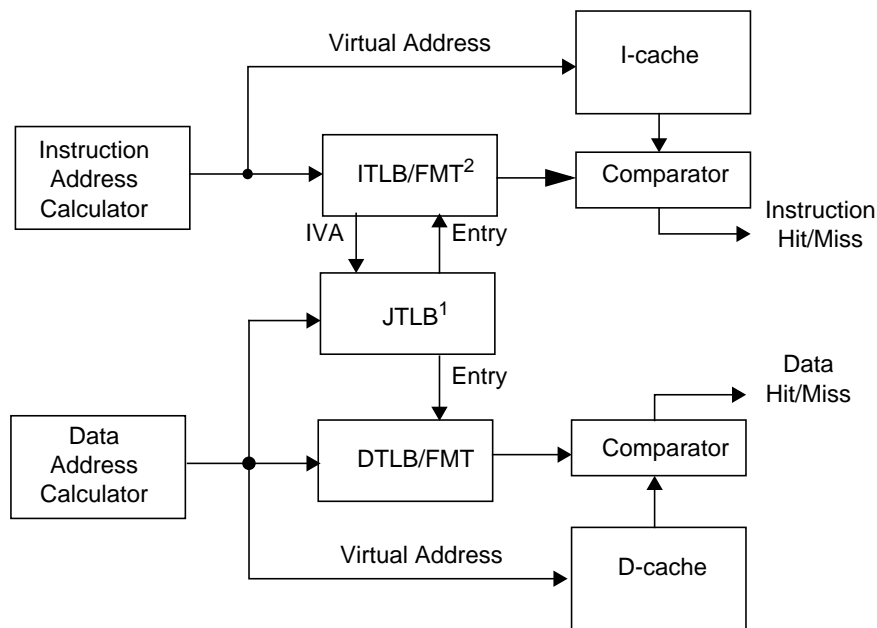 Virtual Address
I-cache
Instruction
Address
Calculator
ITLB/FMT2
Comparator
IVA
Entry
Instruction
Hit/Miss
JTLB1
Entry
Data
Hit/Miss
Data
Address
Calculator
DTLB/FMT
Comparator
Virtual Address
D-cache